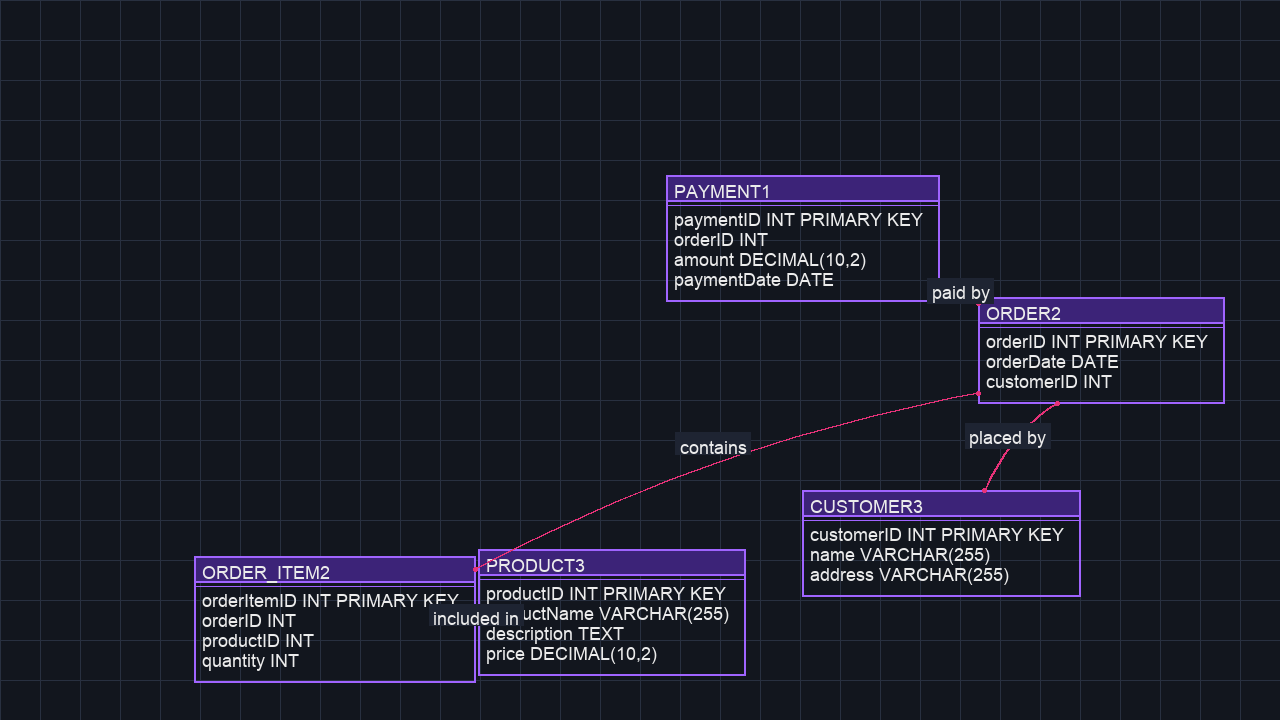 PAYMENT1
paymentID INT PRIMARY KEY
orderID INT
amount DECIMAL(10,2)
paymentDate DATE
paid by
ORDER2
orderID INT PRIMARY KEY
orderDate DATE
customerID INT
contains
placed by
CUSTOMER3
customerID INT PRIMARY KEY
name VARCHAR(255)
address VARCHAR(255)
ORDER_ITEM2
orderItemID INT PRIMARY KEY
orderID INT
productID INT
quantity INT
included in
PRODUCT3
productID INT PRIMARY KEY
VARCHAR(255)
description TEXT
price DECIMAL(10,2)